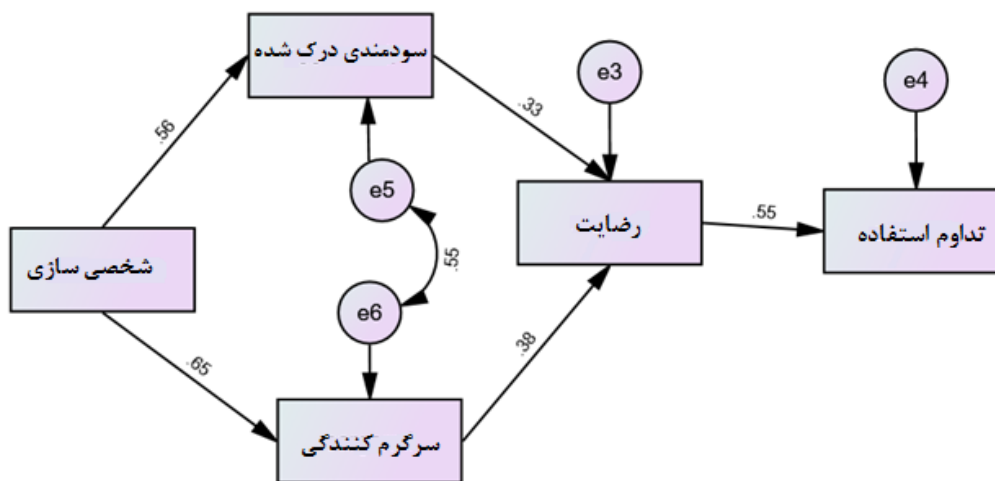 سودمندی درک شده
e3
e4
.56
.33
e5
شخصی سازی
رضایت
.55
تداوم استفاده
.55
e6
.65
.38
سرگرم کنندگی